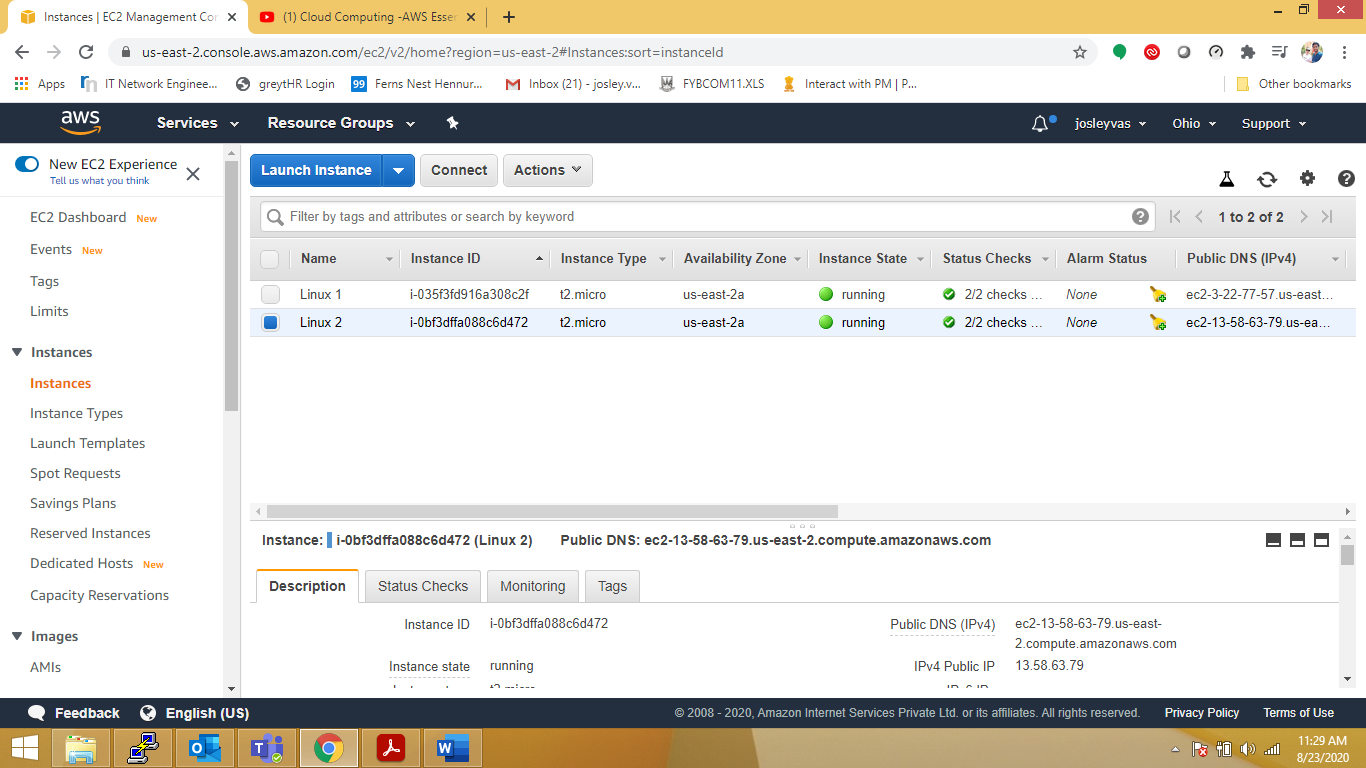 Instances | EC2 Management Cor
(1) Cloud Computing -AWS Esser
us-east-2.console.aws.amazon.com/ec2/v2/home?region=us-east-2#Instances:sort=instanceId
Apps
IT Network Enginee...
greytHR Login
99 Ferns Nest Hennur...
Inbox (21) - josley.v...
FYBCOM11.XLS
Interact with PM | P...
Other bookmarks
aws
Services
Resource Groups
josleyvas
Ohio
Support
New EC2 Experience
Tell us what you think
EC2 Dashboard New
Events New
Tags
Limits
Instances
Instances
Instance Types
Launch Templates
Spot Requests
Savings Plans
Reserved Instances
Dedicated Hosts New
Capacity Reservations
Images
AMIs
Launch Instance
Connect
Actions
Filter by tags and attributes or search by keyword
1 to 2 of 2
Name Instance ID Instance Type Availability Zone Instance State Status Checks Alarm Status Public DNS (IPv4)
Linux 1 i-035f3fd916a308c2f t2.micro us-east-2a running 2/2 checks ... None ec2-3-22-77-57.us-east...
Linux 2 i-0bf3dffa088c6d472 t2.micro us-east-2a running 2/2 checks ... None ec2-13-58-63-79.us-ea...
Instance: i-0bf3dffa088c6d472 (Linux 2) Public DNS: ec2-13-58-63-79.us-east-2.compute.amazonaws.com
Description
Status Checks
Monitoring
Tags
Instance ID i-0bf3dffa088c6d472
Public DNS (IPv4) ec2-13-58-63-79.us-east-
2.compute.amazonaws.com
Instance state running
IPv4 Public IP 13.58.63.79
Feedback
English (US)
© 2008 - 2020, Amazon Internet Services Private Ltd. or its affiliates. All rights reserved.
Privacy Policy
Terms of Use
11:29 AM
8/23/2020